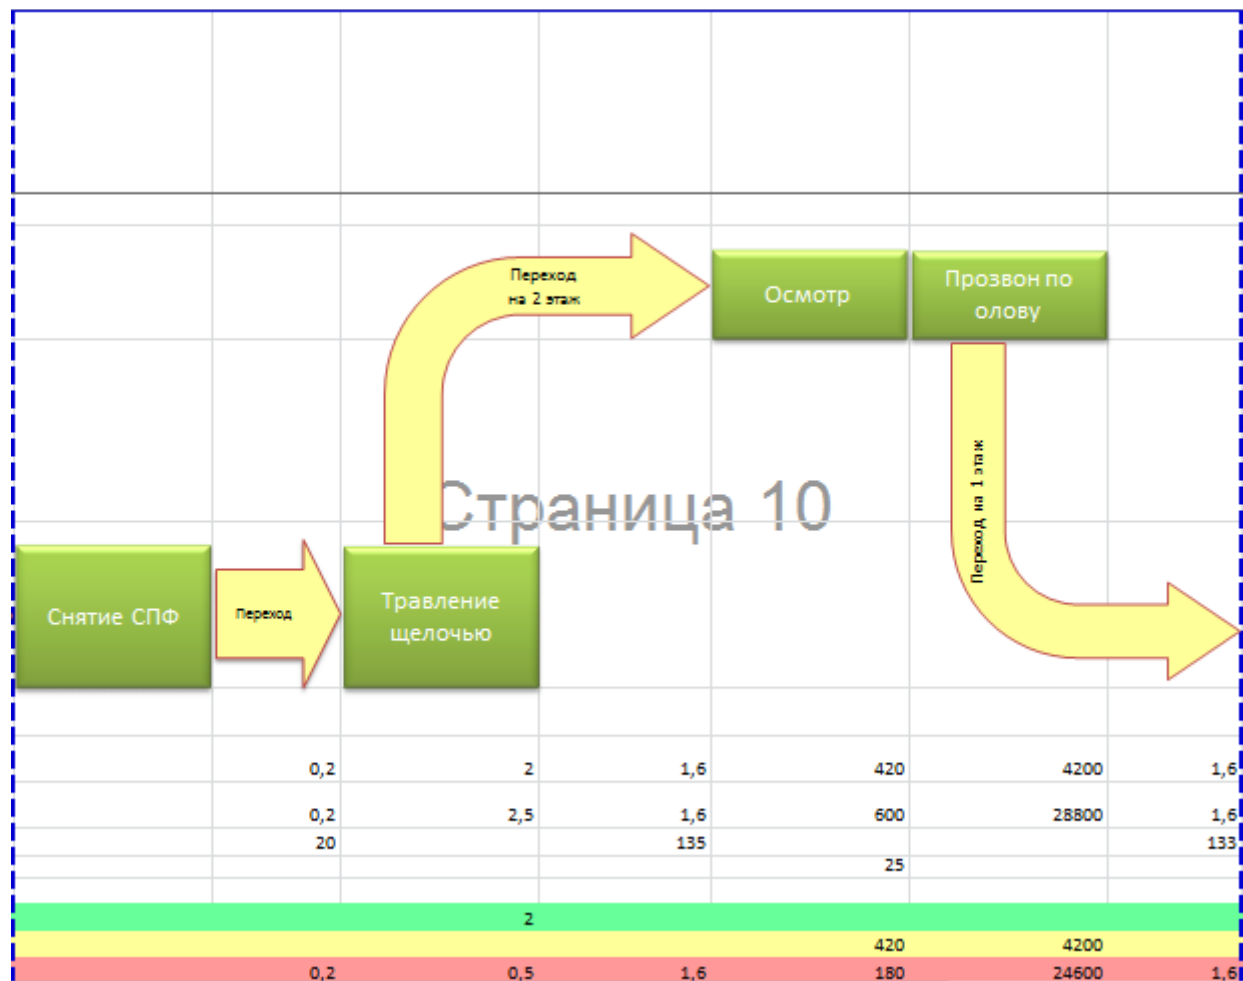 Переход
на 2 этаж
Осмотр
Прозвон по
олову
Страница 10
Переход на 1 этаж
Снятие СПФ
Переход
Травление
щелочью
0,2 2 1,6 420 4200 1,6
0,2 2,5 1,6 600 28800 1,6
20 135 133
25
2
420 4200
0,2 0,5 1,6 180 24600 1,6